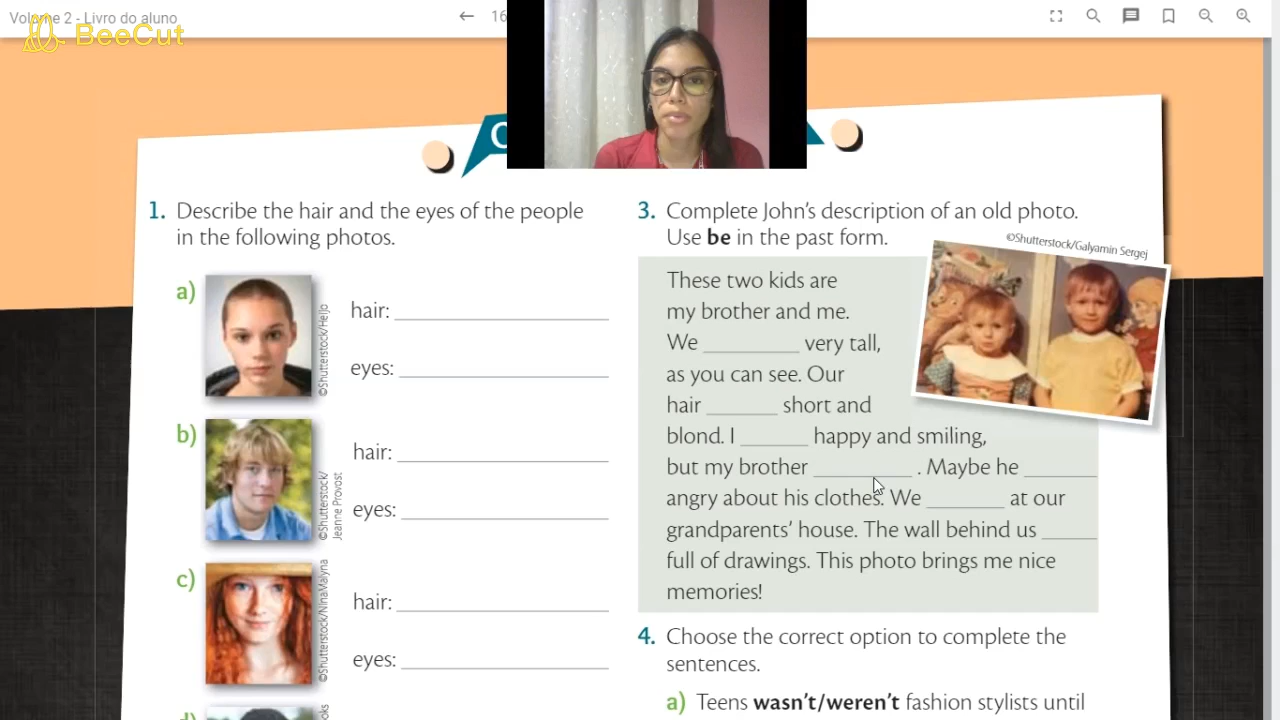 Volume 2 - Livro do aluno
BeeCut
16
1. Describe the hair and the eyes of the people
in the following photos.
a)
hair:
eyes:
©Shutterstock/Heijo
b)
hair:
eyes:
©Shutterstock/
Jeanne Provost
c)
hair:
eyes:
©Shutterstock/NinaMalyna
3. Complete John's description of an old photo.
Use be in the past form.
©Shutterstock/Galyamin Sergej
These two kids are
my brother and me.
We __________ very tall,
as you can see. Our
hair ________ short and
blond. I _______ happy and smiling,
but my brother __________ . Maybe he ________
angry about his clothes. We ________ at our
grandparents' house. The wall behind us ______
full of drawings. This photo brings me nice
memories!
4. Choose the correct option to complete the
sentences.
a) Teens wasn't/weren't fashion stylists until